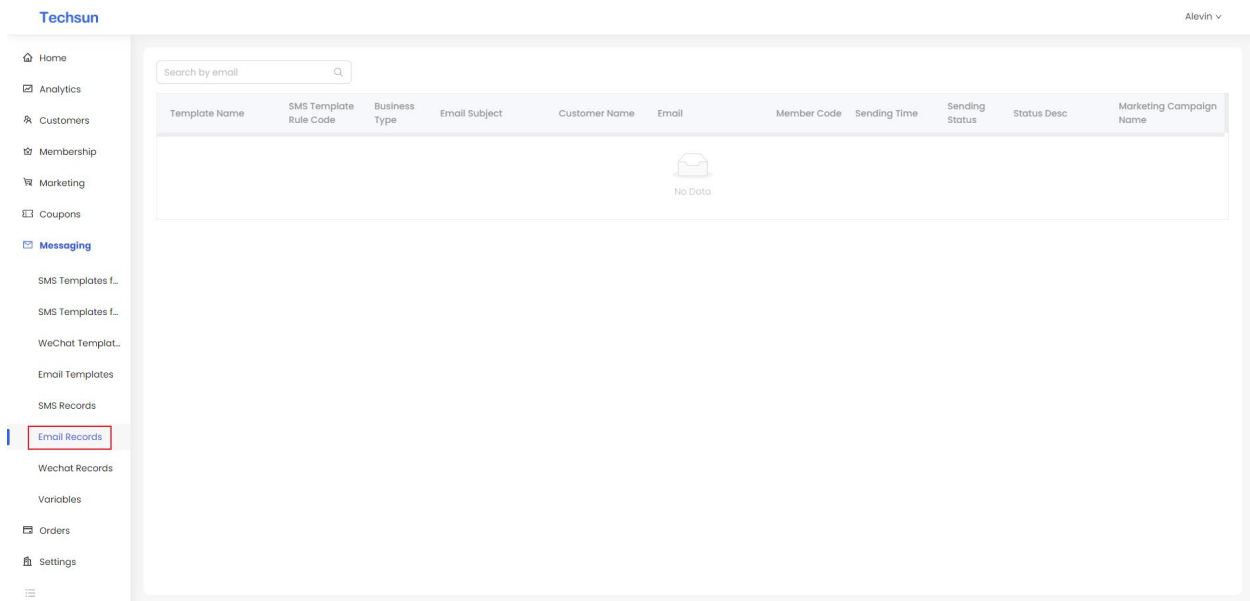 Techsun
Alevin
Home
Analytics
Customers
Membership
Marketing
Coupons
Messaging
SMS Templates f...
SMS Templates f...
WeChat Templat...
Email Templates
SMS Records
Email Records
Wechat Records
Variables
Orders
Settings
Search by email
Template Name
SMS Template
Rule Code
Business
Type
Email Subject
Customer Name
Email
Member Code
Sending Time
Sending
Status
Status Desc
Marketing Campaign
Name
No Data